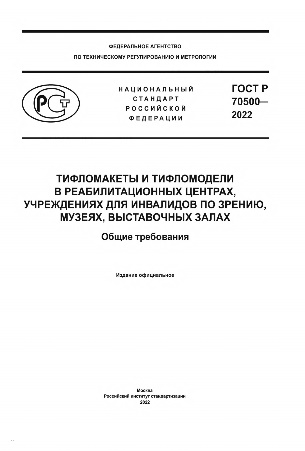 ФЕДЕРАЛЬНОЕ АГЕНТСТВО
ПО ТЕХНИЧЕСКОМУ РЕГУЛИРОВАНИЮ И МЕТРОЛОГИИ
НАЦИОНАЛЬНЫЙ
СТАНДАРТ
РОССИЙСКОЙ
ФЕДЕРАЦИИ
ГОСТ Р
70500—
2022
ТИФЛОМАКЕТЫ И ТИФЛОМОДЕЛИ
В РЕАБИЛИТАЦИОННЫХ ЦЕНТРАХ,
УЧРЕЖДЕНИЯХ ДЛЯ ИНВАЛИДОВ ПО ЗРЕНИЮ,
МУЗЕЯХ, ВЫСТАВОЧНЫХ ЗАЛАХ
Общие требования
Издание официальное
Москва
Российский институт стандартизации
2022